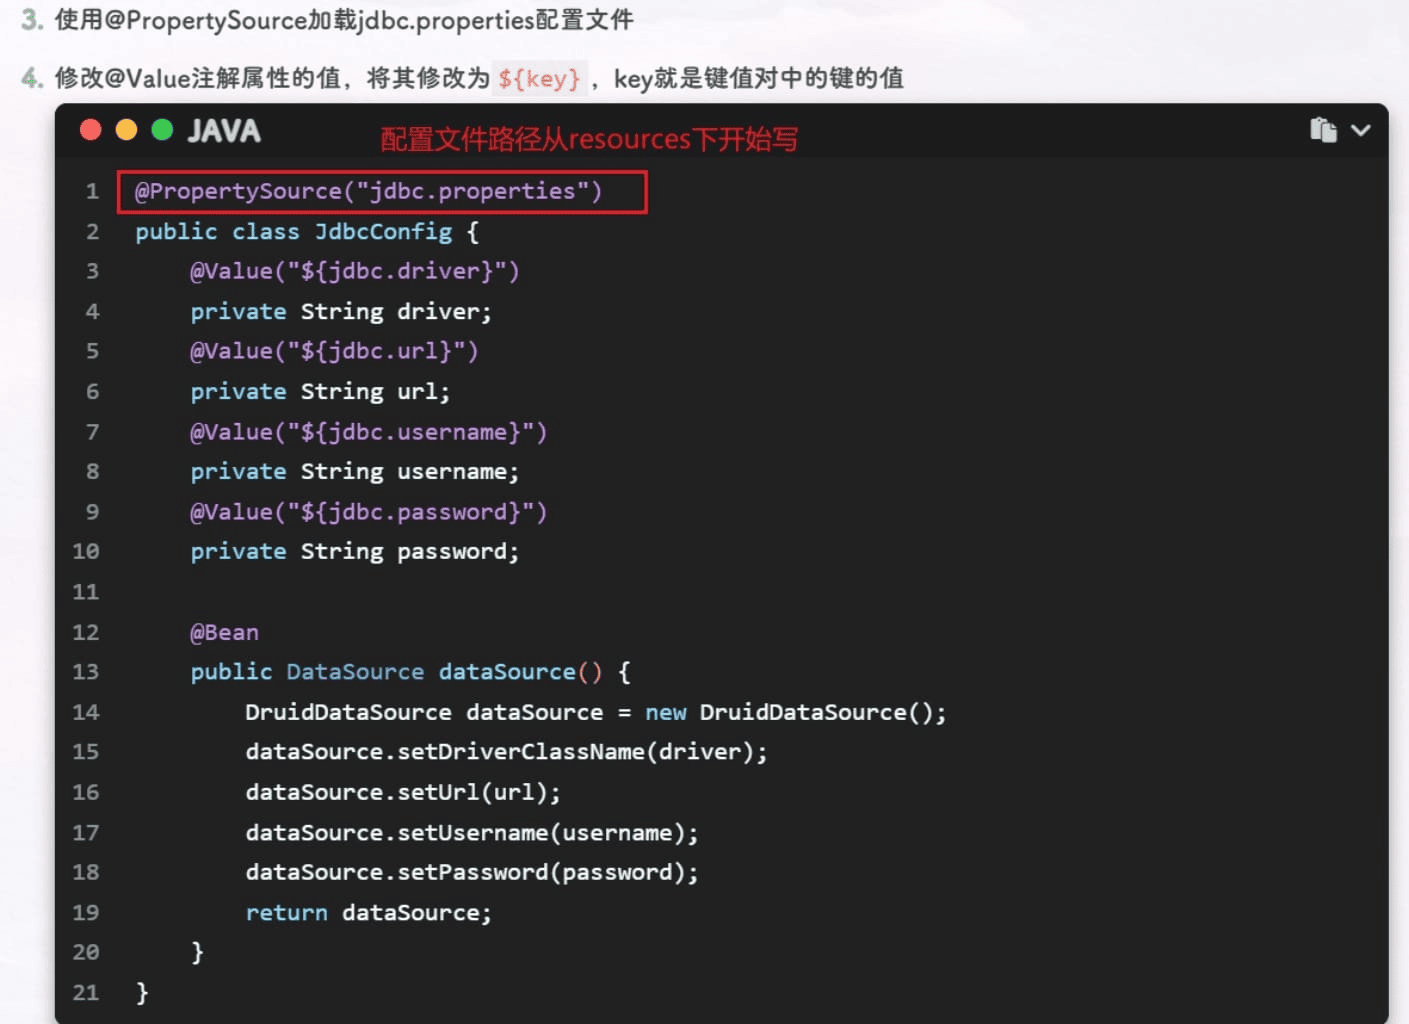 3. 使用@PropertySource加载jdbc.properties配置文件
4. 修改@Value注解属性的值，将其修改为 ${key} ，key就是键值对中的键的值
JAVA 配置文件路径从resources下开始写
1 @PropertySource("jdbc.properties")
2 public class JdbcConfig {
3     @Value("${jdbc.driver}")
4     private String driver;
5     @Value("${jdbc.url}")
6     private String url;
7     @Value("${jdbc.username}")
8     private String username;
9     @Value("${jdbc.password}")
10     private String password;
11
12     @Bean
13     public DataSource dataSource() {
14         DruidDataSource dataSource = new DruidDataSource();
15         dataSource.setDriverClassName(driver);
16         dataSource.setUrl(url);
17         dataSource.setUsername(username);
18         dataSource.setPassword(password);
19         return dataSource;
20     }
21 }